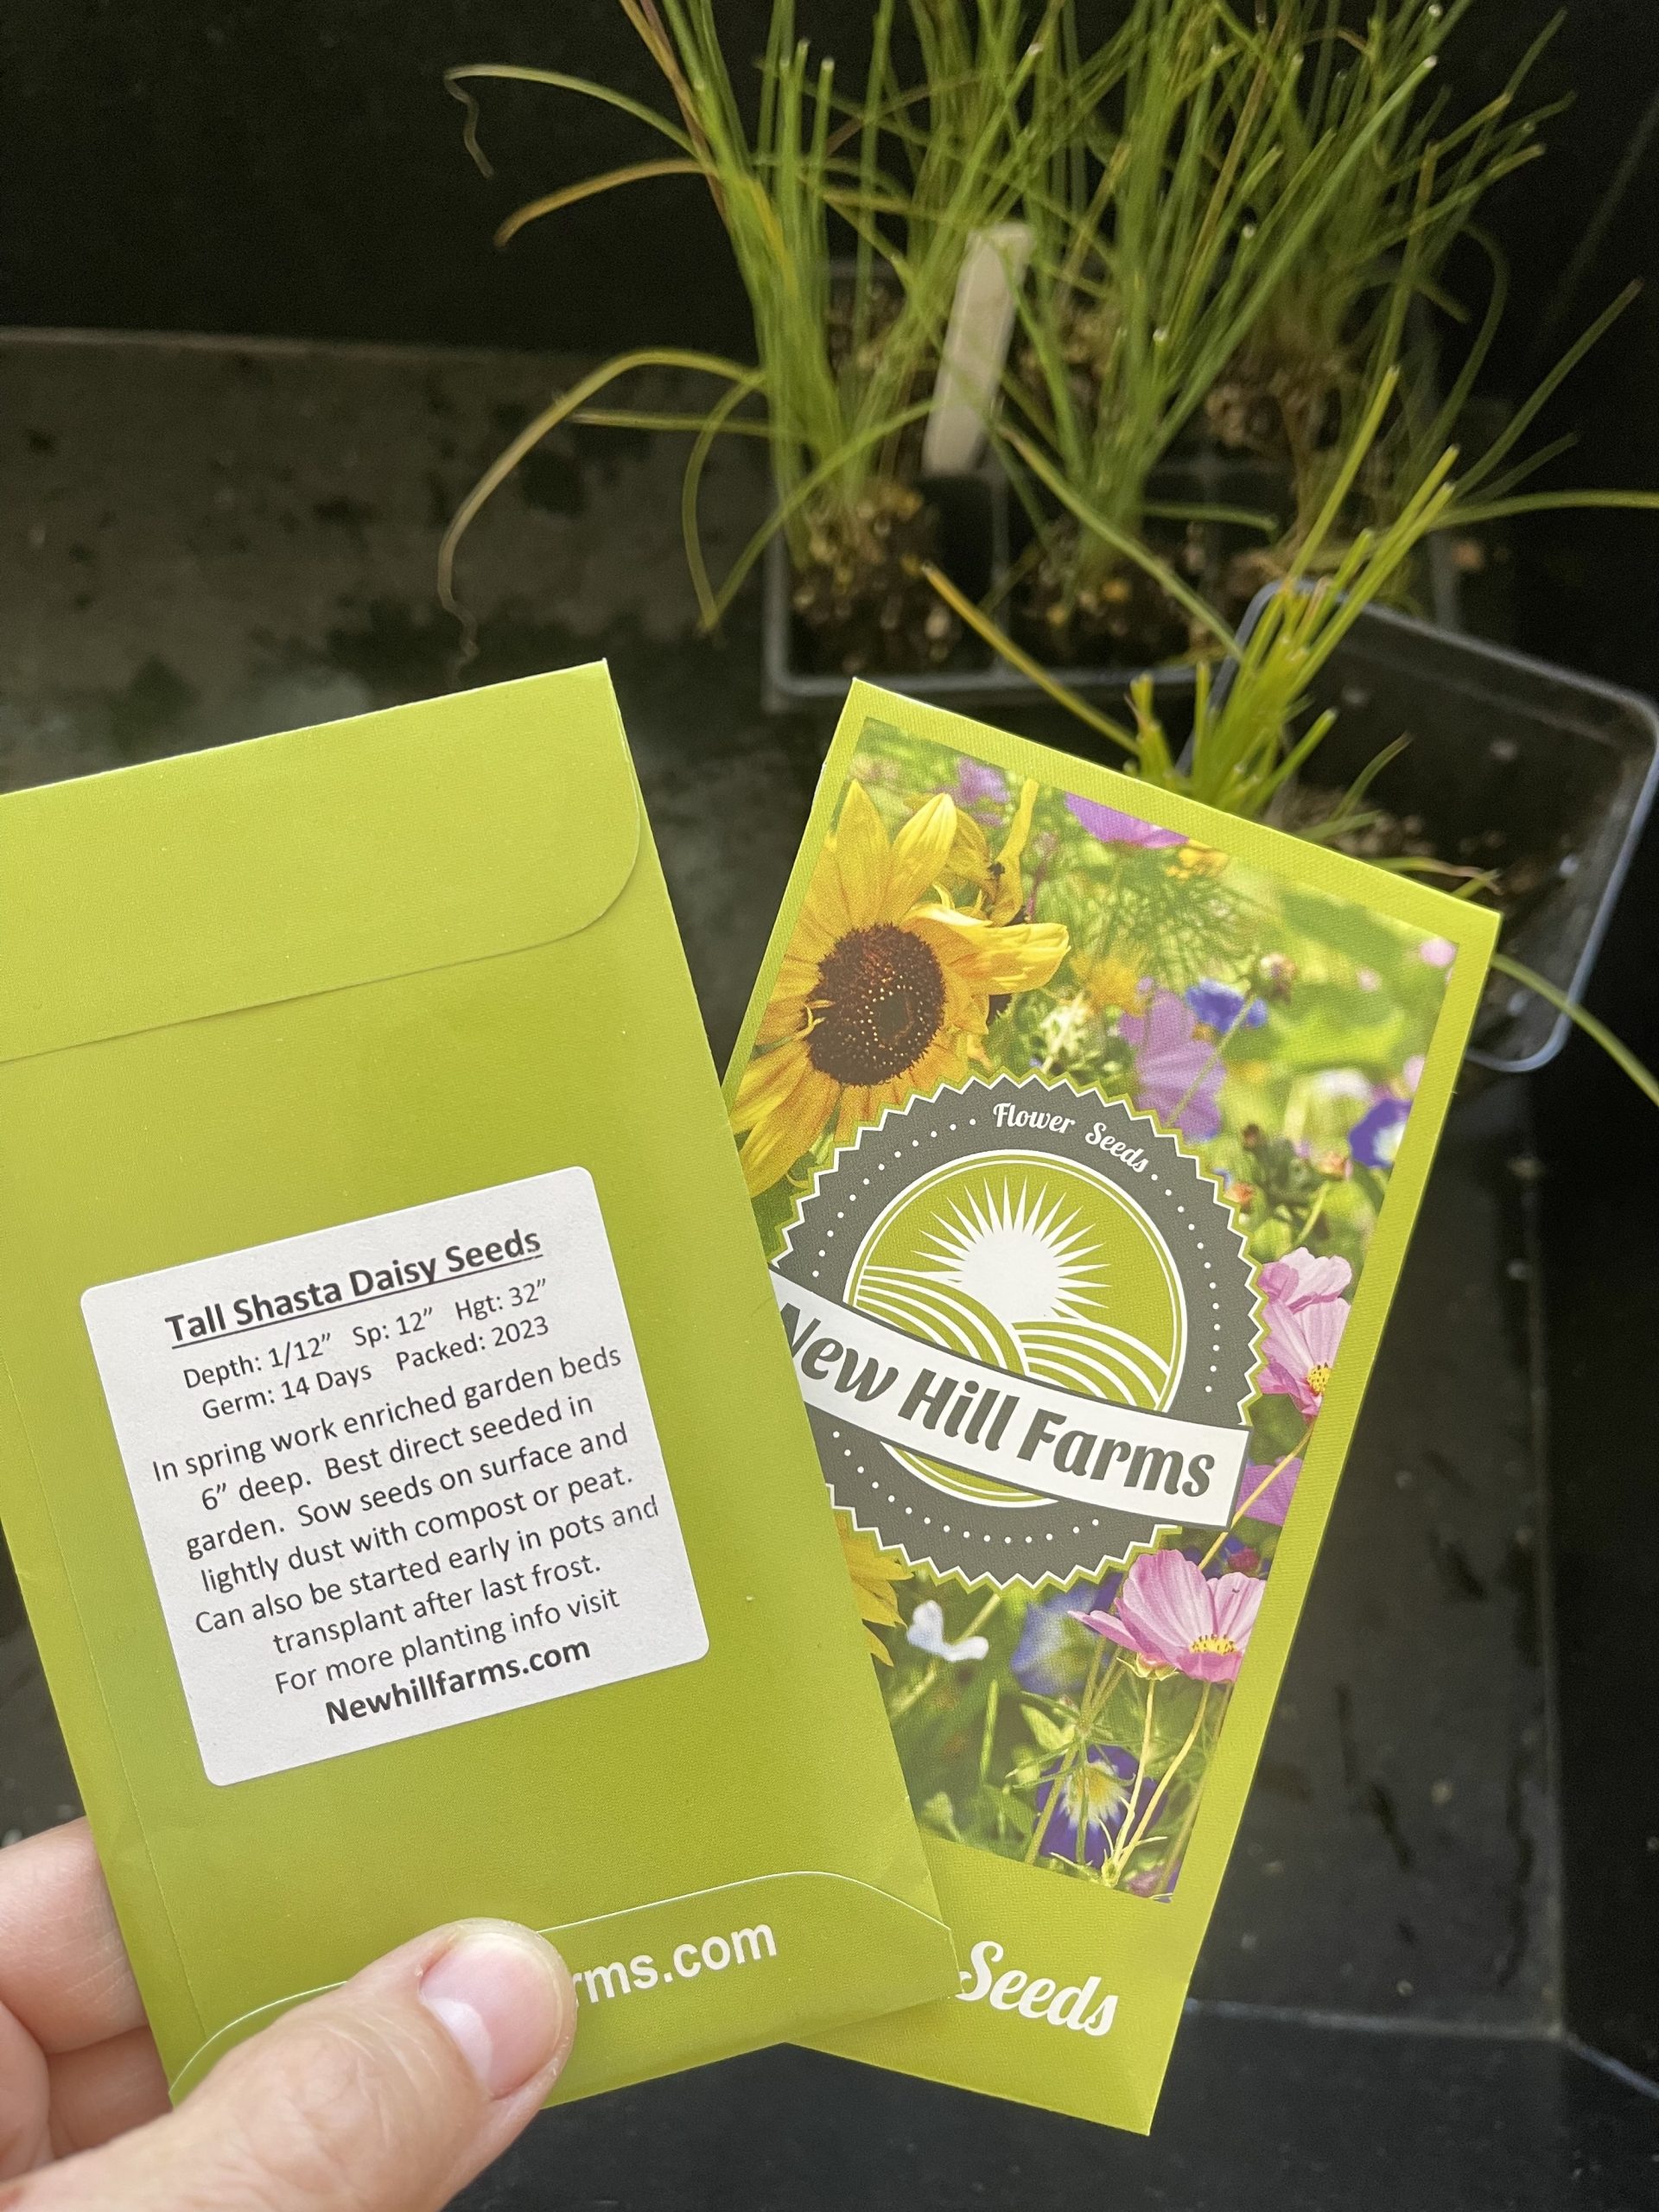 Tall Shasta Daisy Seeds
Depth: 1/12” Sp: 12” Hgt: 32”
Germ: 14 Days Packed: 2023
In spring work enriched garden beds
6” deep. Best direct seeded in
garden. Sow seeds on surface and
lightly dust with compost or peat.
Can also be started early in pots and
transplant after last frost.
For more planting info visit
Newhillfarms.com
rms.com
Flower Seeds
New Hill Farms
Seeds